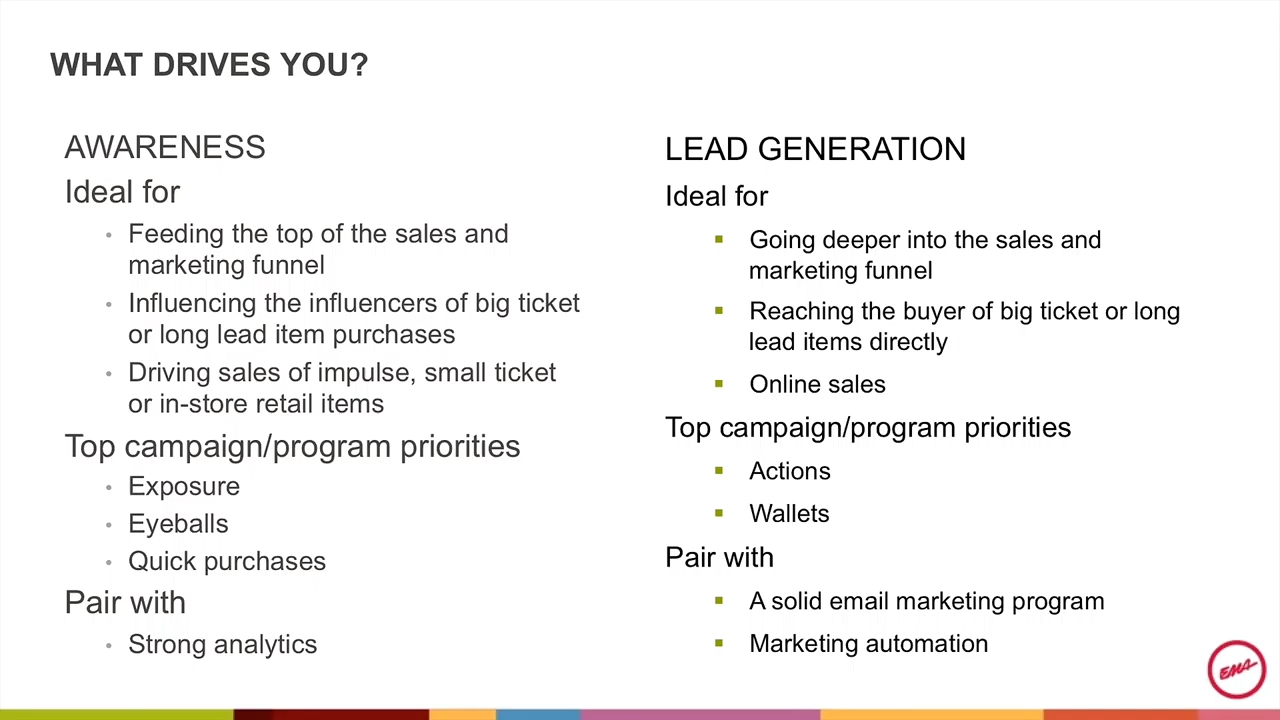 WHAT DRIVES YOU?
AWARENESS
Ideal for
• Feeding the top of the sales and
marketing funnel
• Influencing the influencers of big ticket
or long lead item purchases
• Driving sales of impulse, small ticket
or in-store retail items
Top campaign/program priorities
• Exposure
• Eyeballs
• Quick purchases
Pair with
• Strong analytics
LEAD GENERATION
Ideal for
▪ Going deeper into the sales and
marketing funnel
▪ Reaching the buyer of big ticket or long
lead items directly
▪ Online sales
Top campaign/program priorities
▪ Actions
▪ Wallets
Pair with
▪ A solid email marketing program
▪ Marketing automation
EMA